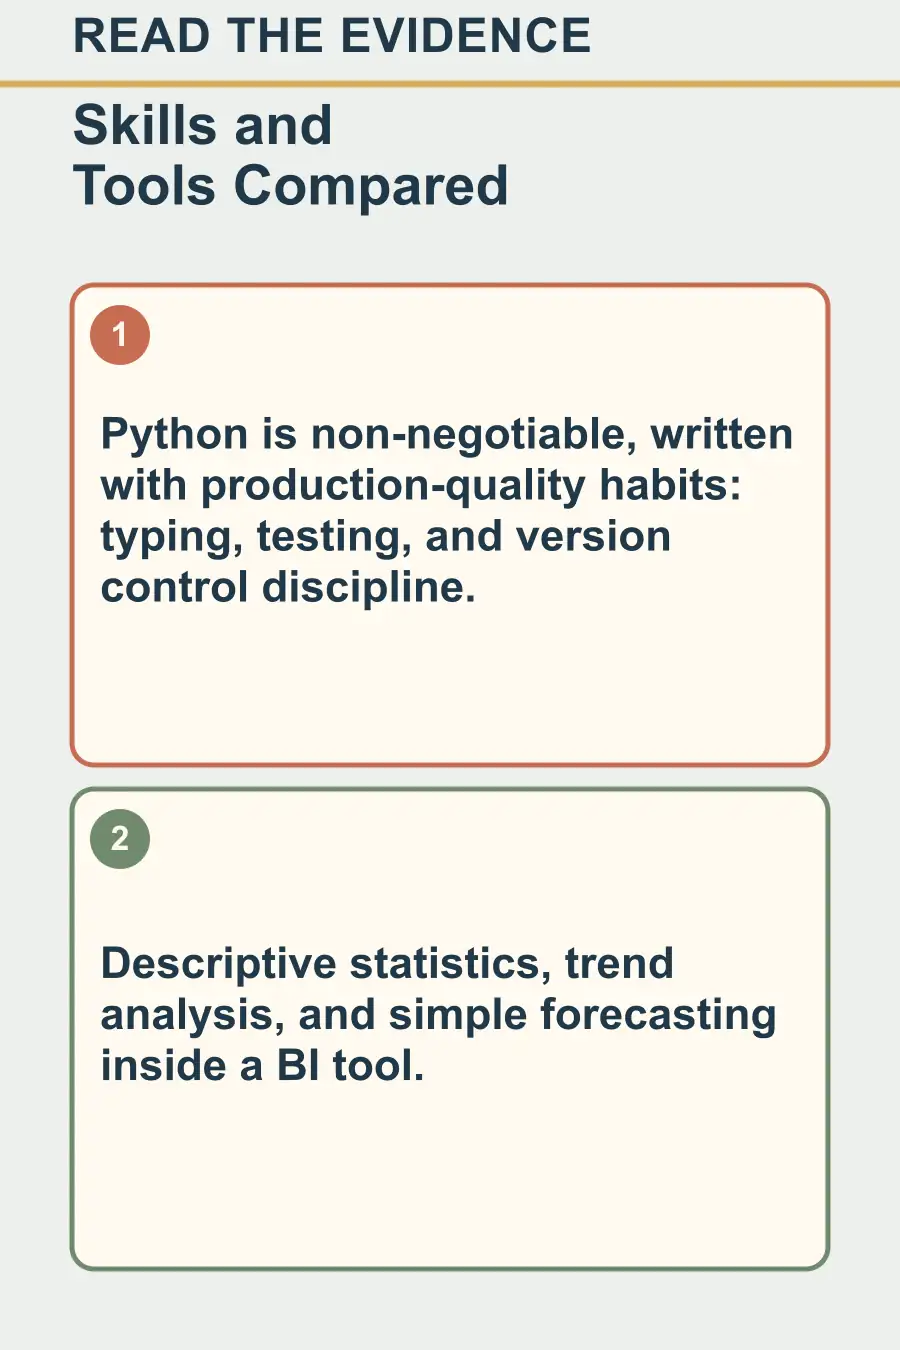 READ THE EVIDENCE
Skills and
Tools Compared
1
Python is non-negotiable, written
with production-quality habits:
typing, testing, and version
control discipline.
2
Descriptive statistics, trend
analysis, and simple forecasting
inside a BI tool.